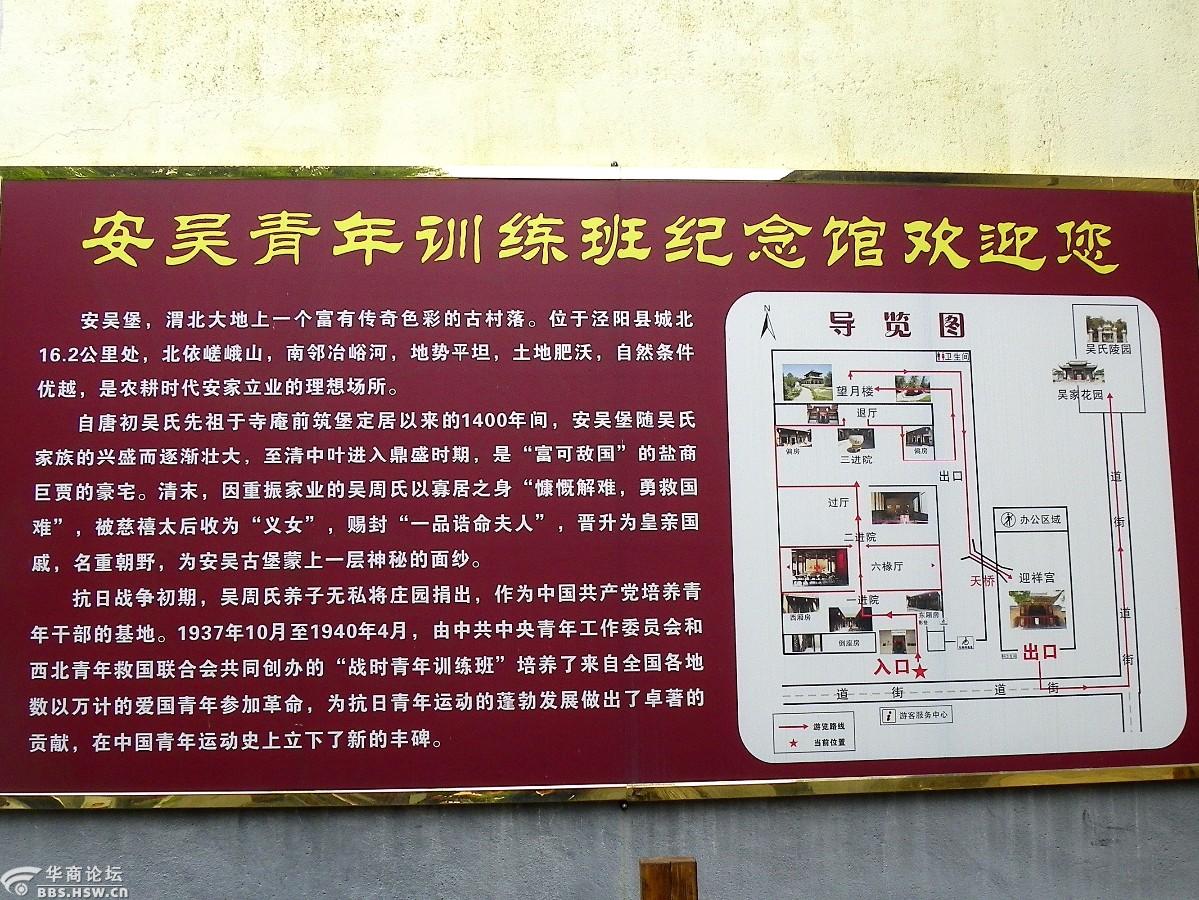 安吴青年训练班纪念馆欢迎您
安吴堡，渭北大地上一个富有传奇色彩的古村落。位于泾阳县城北
16.2公里处，北依嵯峨山，南邻冶峪河，地势平坦，土地肥沃，自然条件
优越，是农耕时代安家立业的理想场所。
自唐初吴氏先祖于寺庵前筑堡定居以来的1400年间，安吴堡随吴氏
家族的兴盛而逐渐壮大，至清中叶进入鼎盛时期，是“富可敌国”的盐商
巨贾的豪宅。清末，因重振家业的吴周氏以寡居之身“慷慨解难，勇救国
难”，被慈禧太后收为“义女”，赐封“一品诰命夫人”，晋升为皇亲国
戚，名重朝野，为安吴古堡蒙上一层神秘的面纱。
抗日战争初期，吴周氏养子无私将庄园捐出，作为中国共产党培养青
年干部的基地。1937年10月至1940年4月，由中共中央青年工作委员会和
西北青年救国联合会共同创办的“战时青年训练班”培养了来自全国各地
数以万计的爱国青年参加革命，为抗日青年运动的蓬勃发展做出了卓著的
贡献，在中国青年运动史上立下了新的丰碑。
N
导览图
卫生间
吴氏陵园
望月楼
吴家花园
退厅
偏房
三进院
偏房
出口
道
过厅
街
办公区域
二进院
六椽厅
天桥
迎祥宫
一进院
西厢房
东厢房
道
倒座房
入口
出口
街
道 街 道 街
游客服务中心
游览路线
当前位置
华商论坛
BBS.HSW.CN